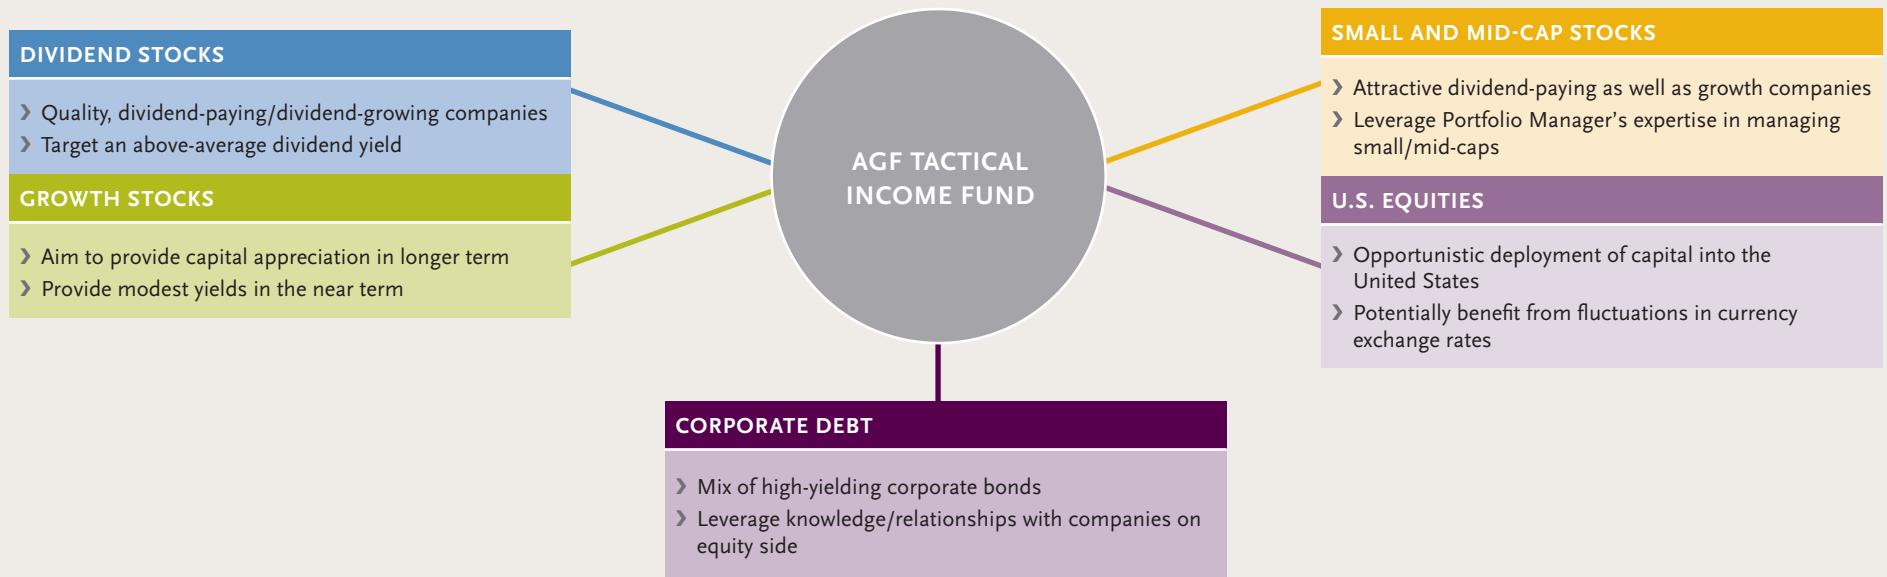 DIVIDEND STOCKS
❯ Quality, dividend-paying/dividend-growing companies
❯ Target an above-average dividend yield
GROWTH STOCKS
❯ Aim to provide capital appreciation in longer term
❯ Provide modest yields in the near term
AGF TACTICAL
INCOME FUND
SMALL AND MID-CAP STOCKS
❯ Attractive dividend-paying as well as growth companies
❯ Leverage Portfolio Manager’s expertise in managing
small/mid-caps
U.S. EQUITIES
❯ Opportunistic deployment of capital into the
United States
❯ Potentially benefit from fluctuations in currency
exchange rates
CORPORATE DEBT
❯ Mix of high-yielding corporate bonds
❯ Leverage knowledge/relationships with companies on
equity side